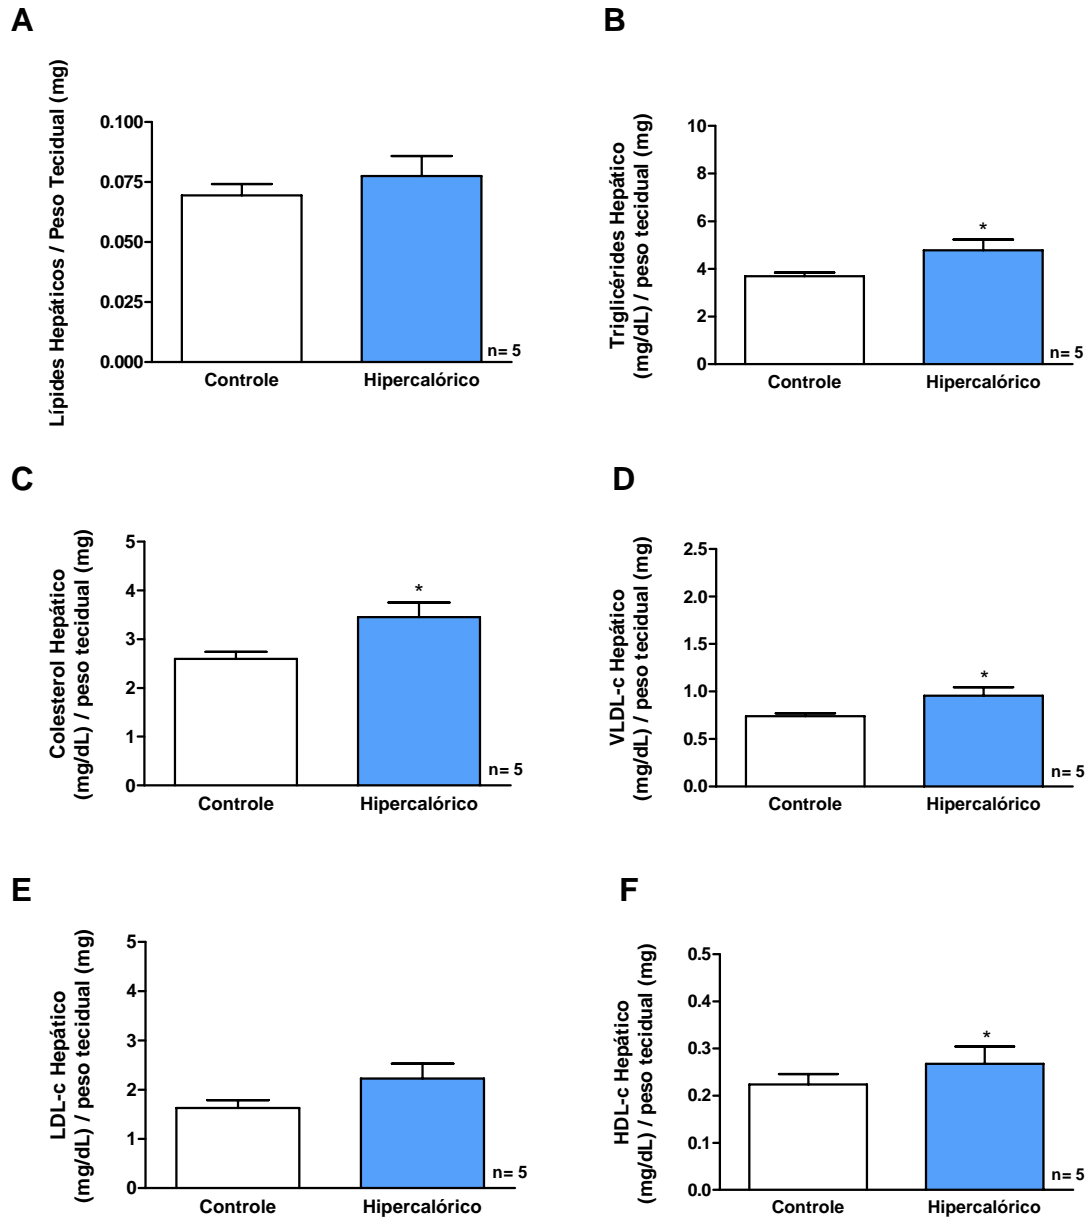 A
Lípides Hepáticos / Peso Tecidual (mg)
0.100
0.075
0.050
0.025
0.000
Controle
Hipercalórico
n= 5
B
Triglicérides Hepático
(mg/dL) / peso tecidual (mg)
10
8
6
4
2
0
*
Controle
Hipercalórico
n= 5
C
Colesterol Hepático
(mg/dL) / peso tecidual (mg)
5
4
3
2
1
0
*
Controle
Hipercalórico
n= 5
D
VLDL-c Hepático
(mg/dL) / peso tecidual (mg)
2.5
2.0
1.5
1.0
0.5
0.0
*
Controle
Hipercalórico
n= 5
E
LDL-c Hepático
(mg/dL) / peso tecidual (mg)
5
4
3
2
1
0
Controle
Hipercalórico
n= 5
F
HDL-c Hepático
(mg/dL) / peso tecidual (mg)
0.5
0.4
0.3
0.2
0.1
0.0
*
Controle
Hipercalórico
n= 5